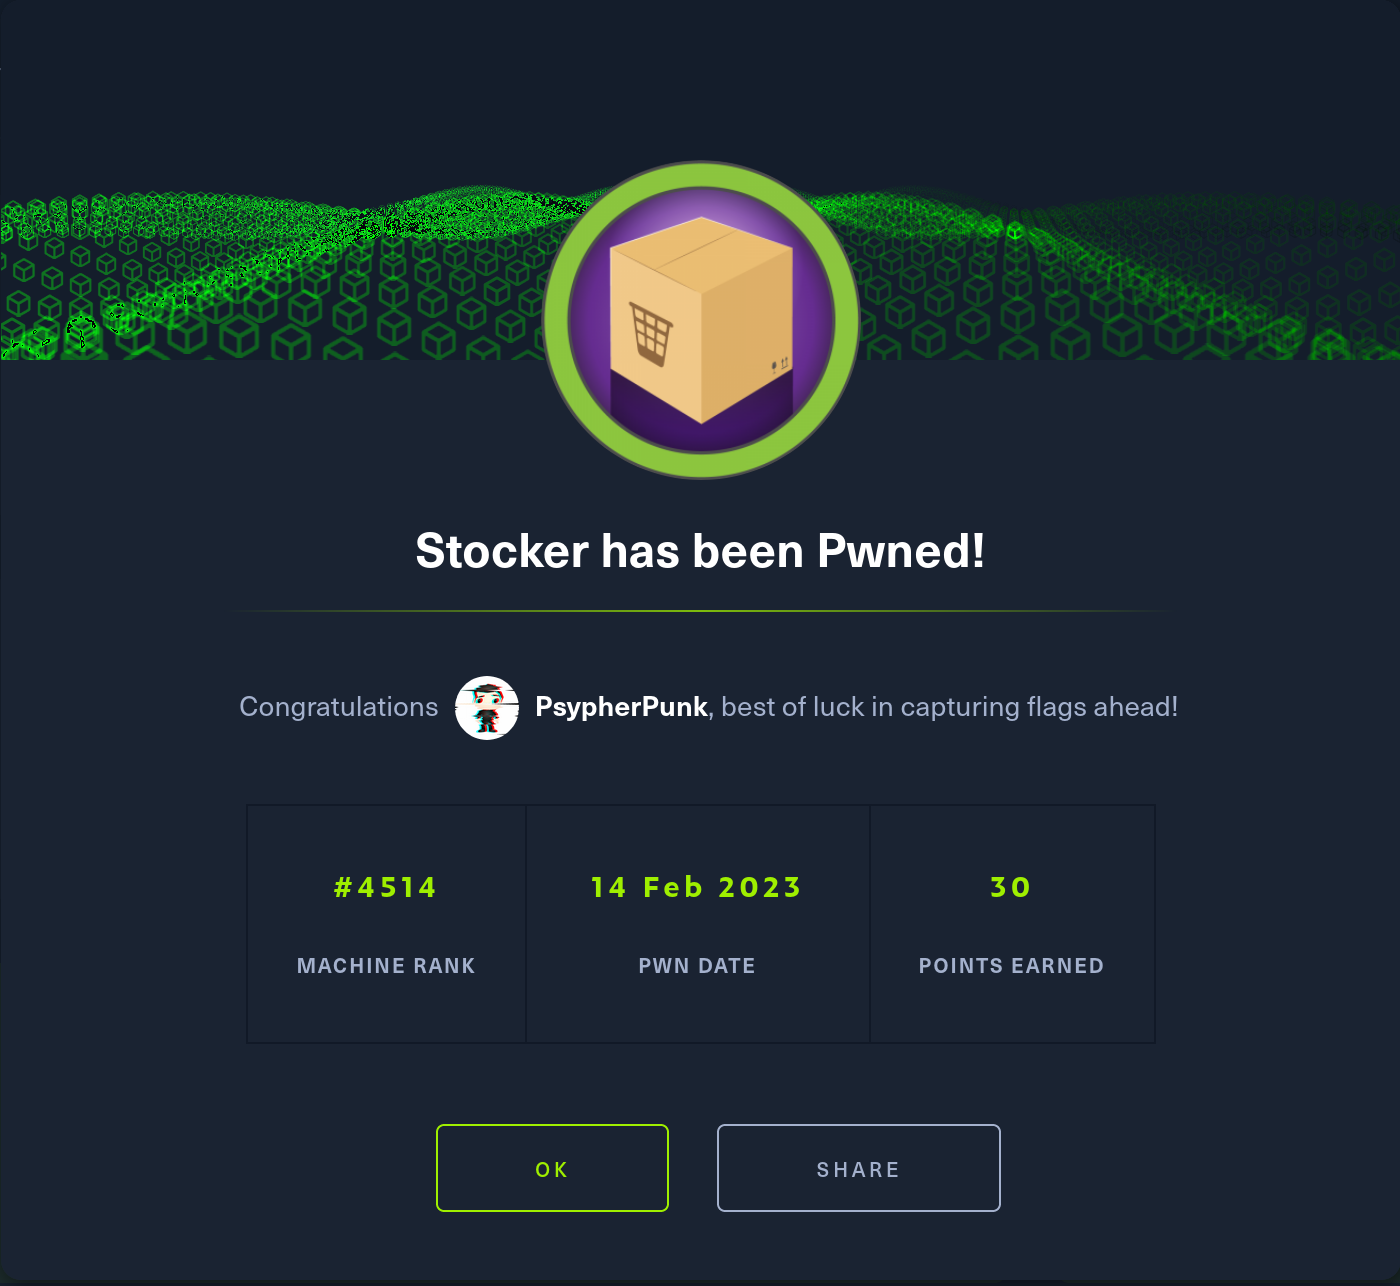 Stocker has been Pwned!
Congratulations PsypherPunk, best of luck in capturing flags ahead!
#4514
MACHINE RANK
14 Feb 2023
PWN DATE
30
POINTS EARNED
OK
SHARE